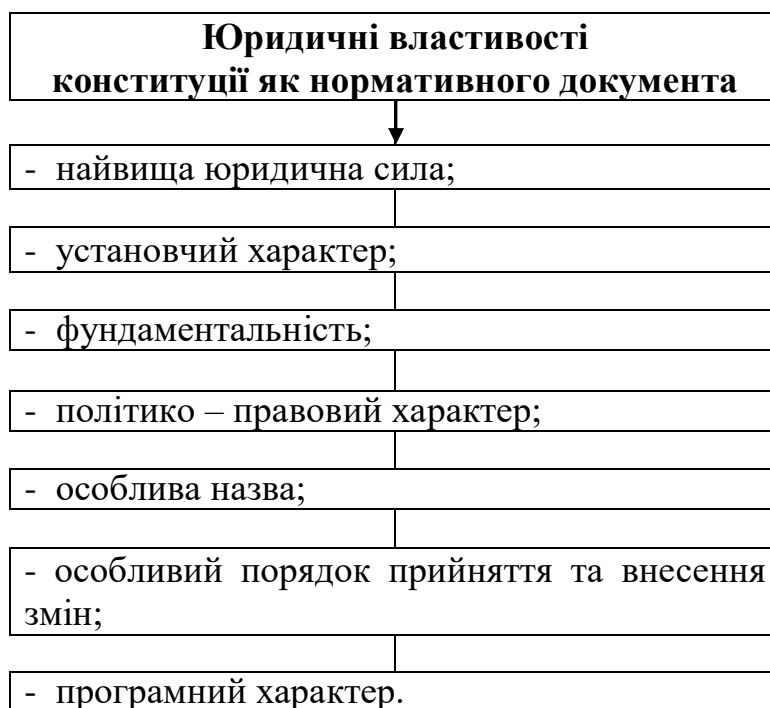 Юридичні властивості
конституції як нормативного документа
- найвища юридична сила;
- установчий характер;
- фундаментальність;
- політико – правовий характер;
- особлива назва;
- особливий порядок прийняття та внесення
змін;
- програмний характер.